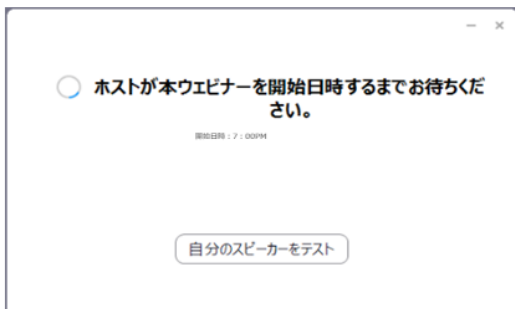 ホストが本ウェビナーを開始日時するまでお待ちくだ
さい。
開始日時：7：00PM
自分のスピーカーをテスト